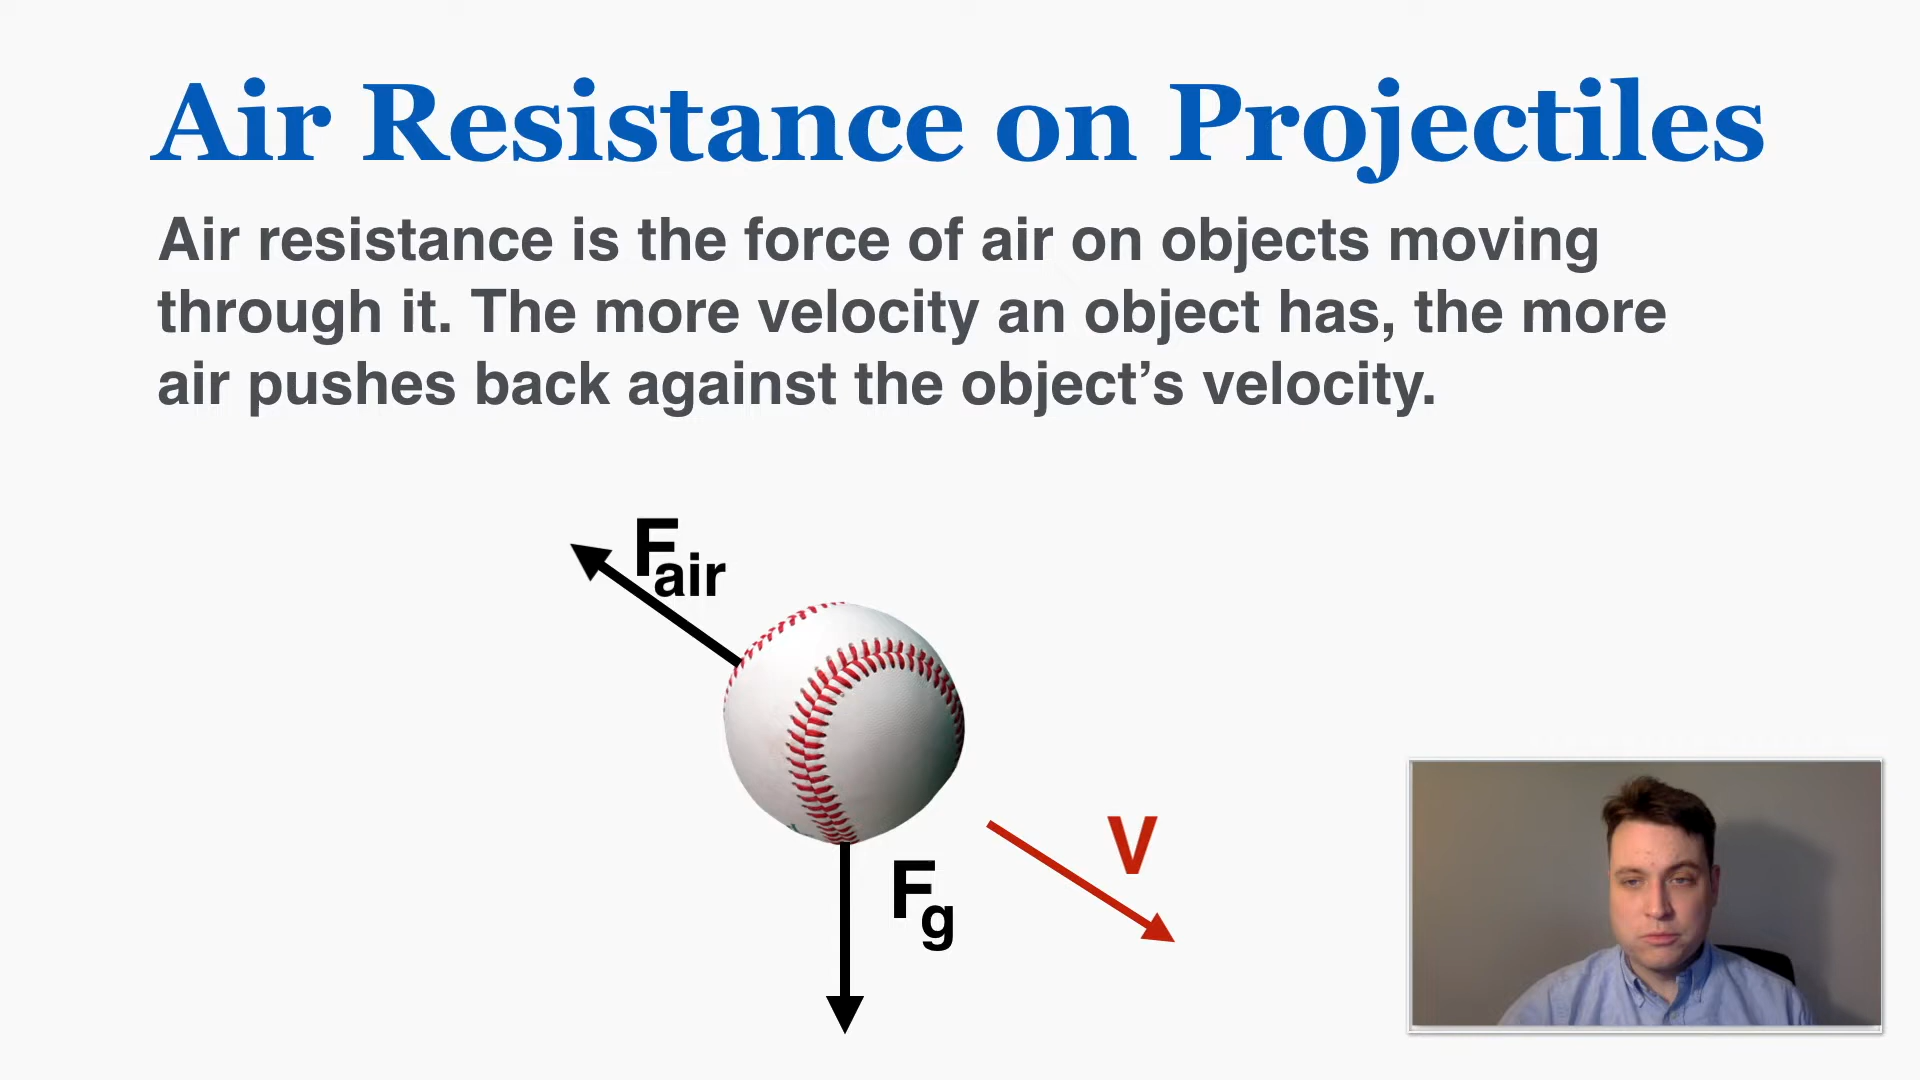 Air Resistance on Projectiles
Air resistance is the force of air on objects moving
through it. The more velocity an object has, the more
air pushes back against the object’s velocity.
Fair
Fg
V